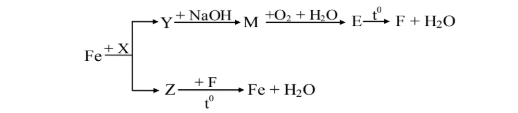 Y + NaOH M +O₂ + H₂O E t⁰ F + H₂O
Fe + X
Z + F t⁰ Fe + H₂O